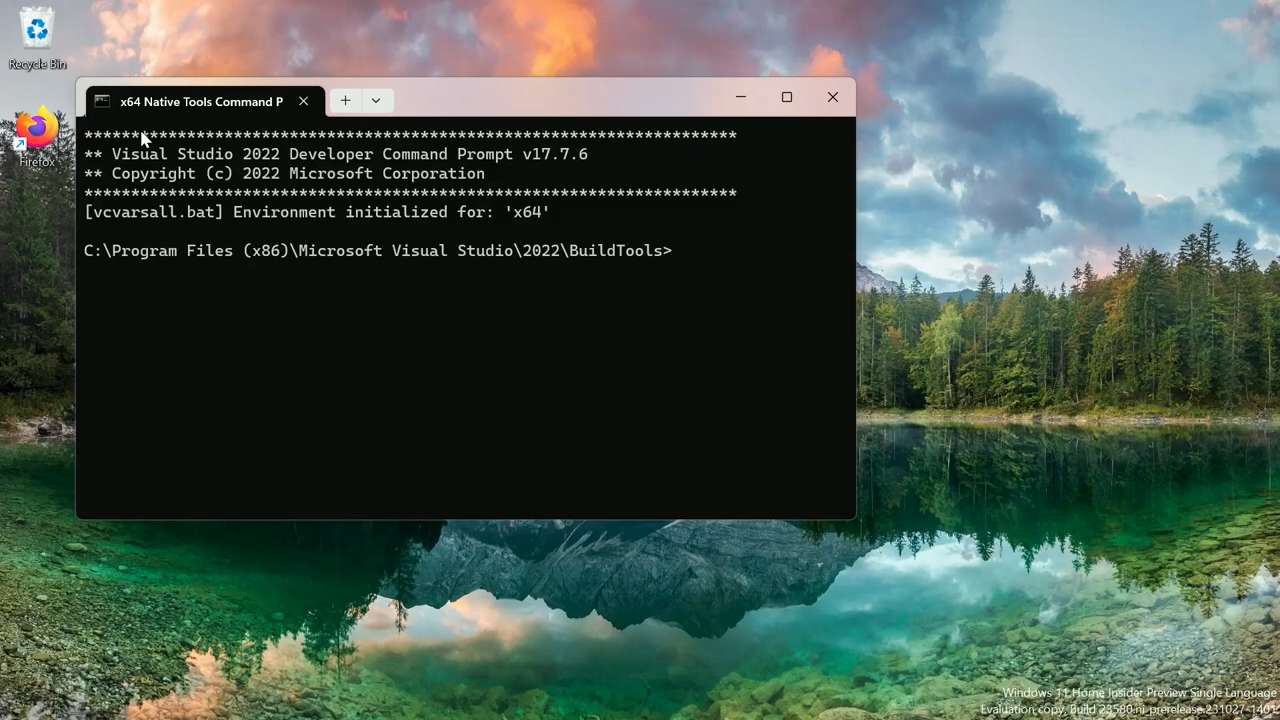 Recycle Bin
Firefox
x64 Native Tools Command P
**********************************************************************
** Visual Studio 2022 Developer Command Prompt v17.7.6
** Copyright (c) 2022 Microsoft Corporation
**********************************************************************
[vcvarsall.bat] Environment initialized for: 'x64'
C:\Program Files (x86)\Microsoft Visual Studio\2022\BuildTools>
Windows 11 Home Insider Preview Single Language
Evaluation copy. Build 23580.ni_prerelease.231027-1401